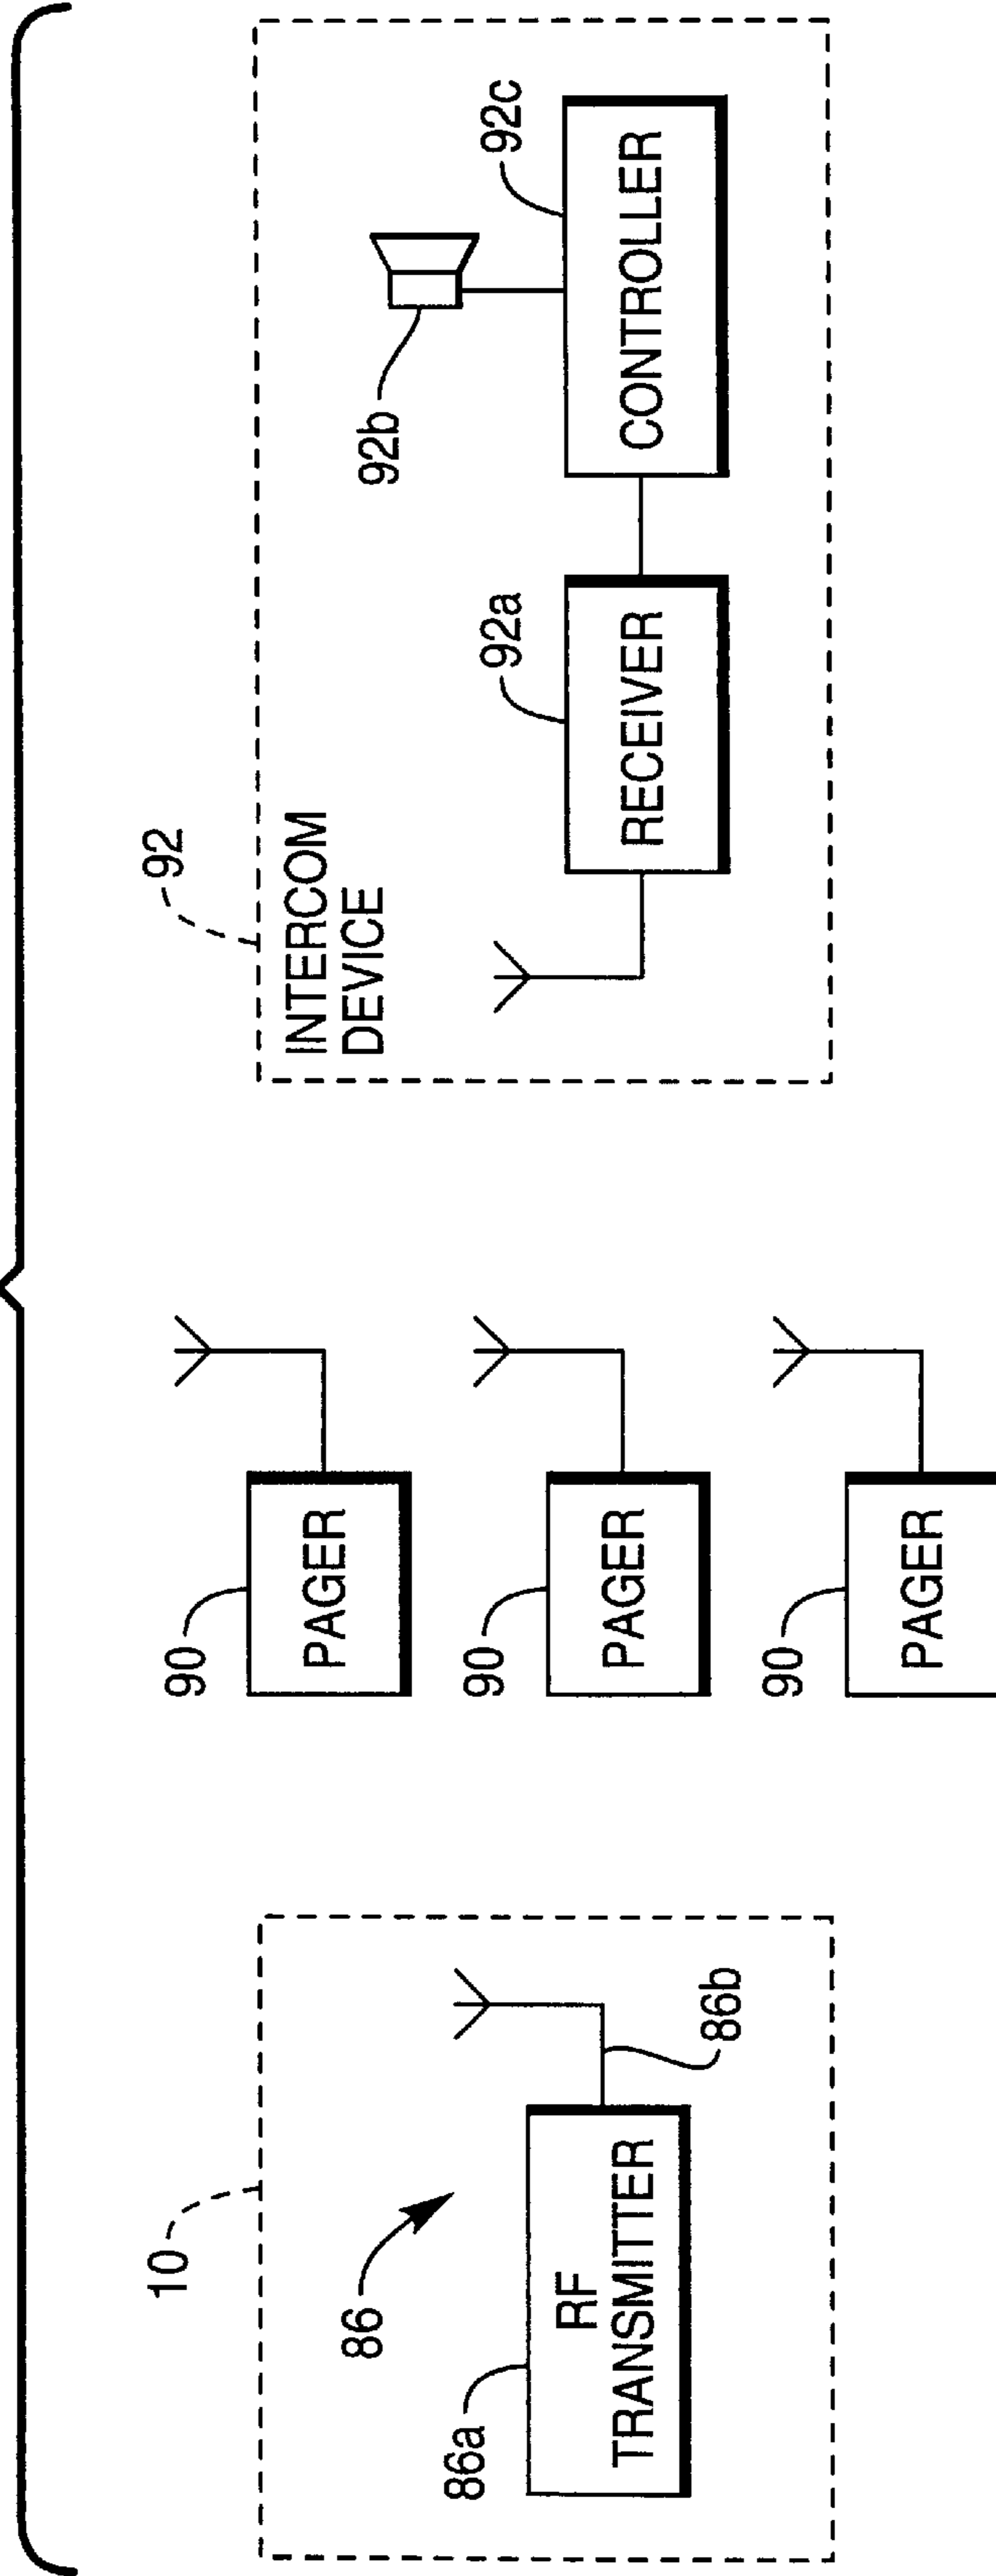 10
86
86a
RF
TRANSMITTER
86b
90
PAGER
90
PAGER
90
PAGER
92
INTERCOM
DEVICE
92a
RECEIVER
92b
92c
CONTROLLER